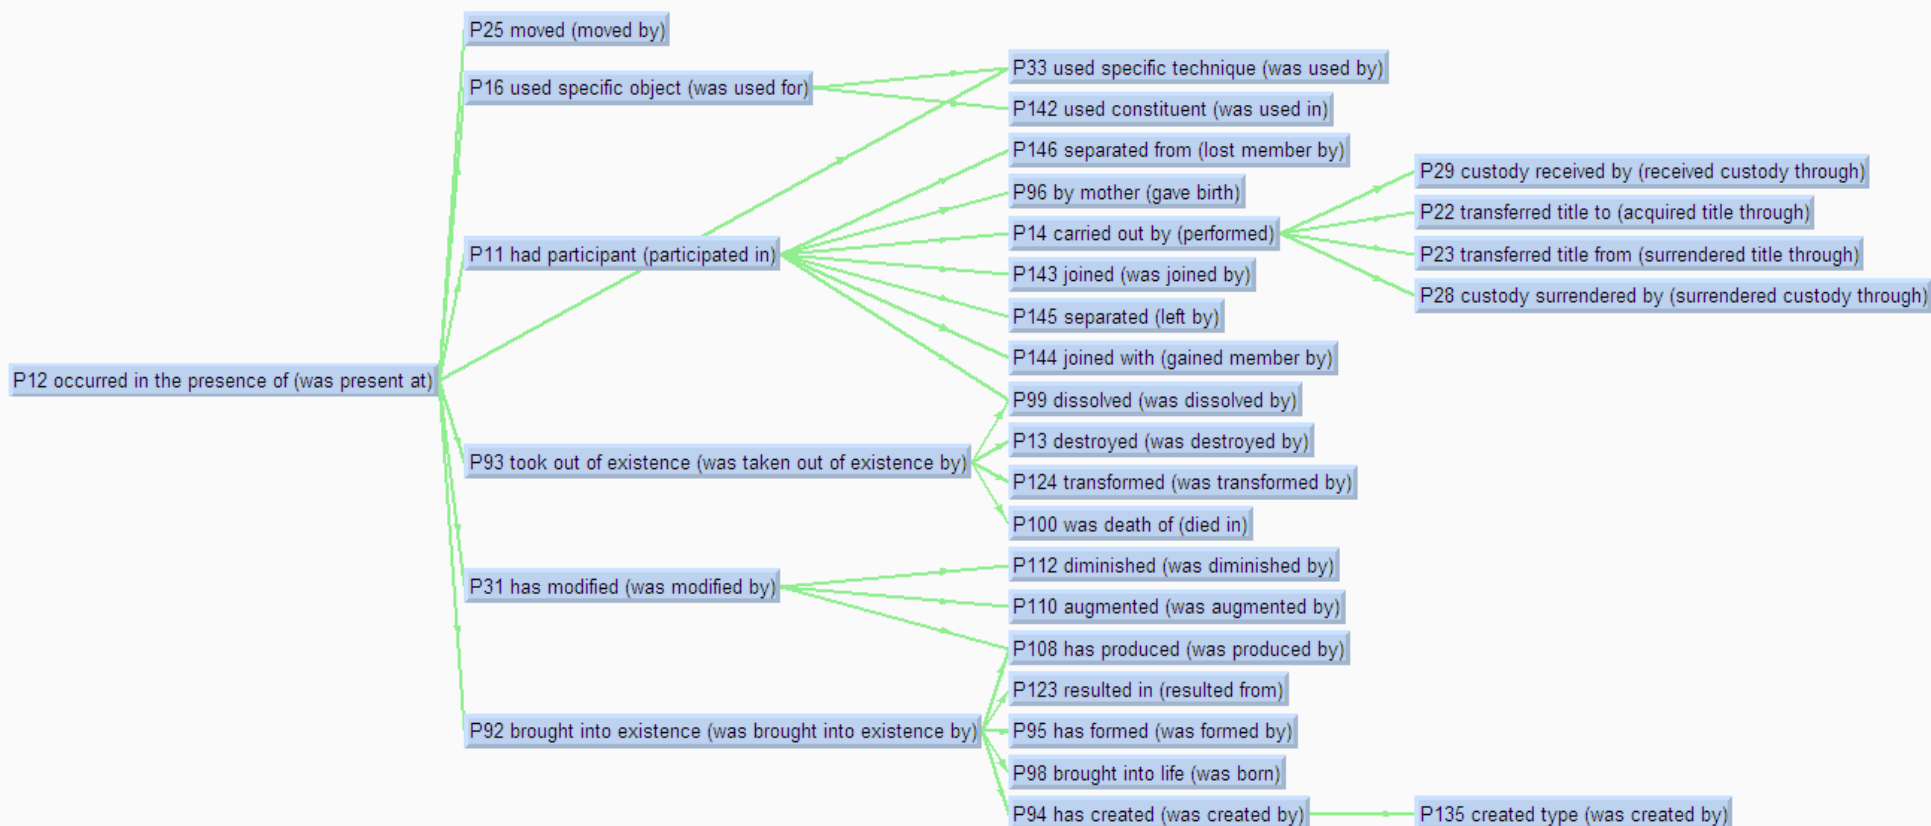 P25 moved (moved by)
P33 used specific technique (was used by)
P16 used specific object (was used for)
P142 used constituent (was used in)
P146 separated from (lost member by)
P29 custody received by (received custody through)
P96 by mother (gave birth)
P22 transferred title to (acquired title through)
P14 carried out by (performed)
P11 had participant (participated in)
P23 transferred title from (surrendered title through)
P143 joined (was joined by)
P28 custody surrendered by (surrendered custody through)
P145 separated (left by)
P144 joined with (gained member by)
P12 occurred in the presence of (was present at)
P99 dissolved (was dissolved by)
P13 destroyed (was destroyed by)
P93 took out of existence (was taken out of existence by)
P124 transformed (was transformed by)
P100 was death of (died in)
P112 diminished (was diminished by)
P31 has modified (was modified by)
P110 augmented (was augmented by)
P108 has produced (was produced by)
P123 resulted in (resulted from)
P92 brought into existence (was brought into existence by)
P95 has formed (was formed by)
P98 brought into life (was born)
P94 has created (was created by)
P135 created type (was created by)